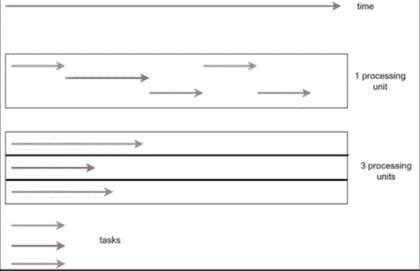 time
1 processing
unit
3 processing
units
tasks